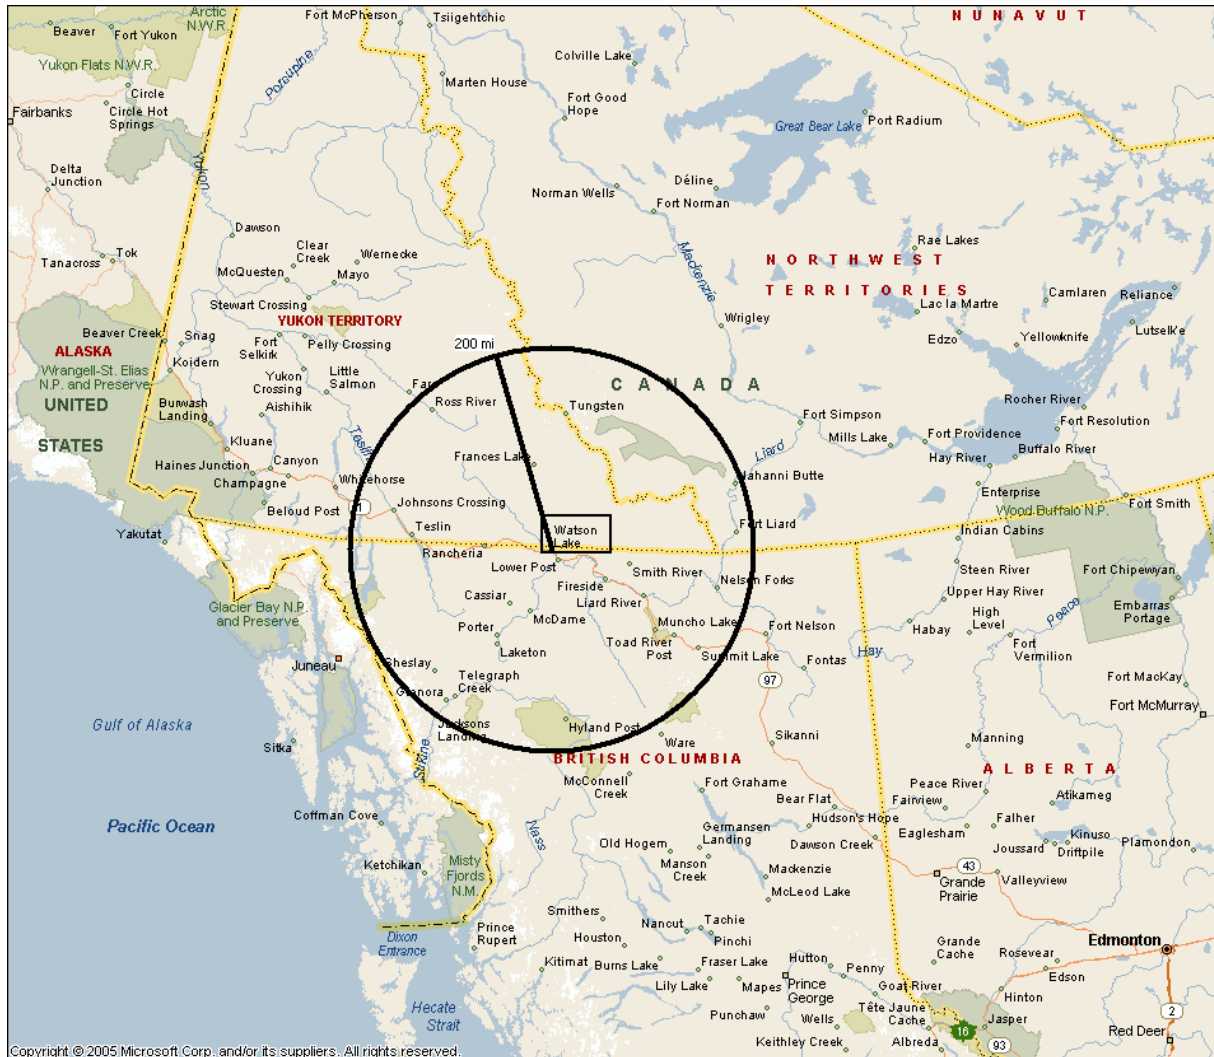 Arctic
N.W.R.
Fort McPherson
Tsiigehtchic
NUNAVUT
Beaver
Fort Yukon
Colville Lake
Yukon Flats N.W.R.
Porcupine
Marten House
Circle
Fort Good
Hope
Fairbanks
Circle Hot
Springs
Great Bear Lake
Port Radium
Yukon
Delta
Junction
Norman Wells
Déline
Fort Norman
Dawson
Clear
Creek
Wernecke
Mackenzie
Rae Lakes
Tok
Tanacross
McQuesten
Mayo
NORTHWEST
TERRITORIES
Camlaren
Reliance
Stewart Crossing
Lac la Martre
YUKON TERRITORY
Wrigley
Beaver Creek
Snag
Fort
Selkirk
Pelly Crossing
200 mi
Edzo
Yellowknife
Lutselk'e
ALASKA
Koidern
Wrangell-St. Elias
N.P. and Preserve
Yukon
Crossing
Little
Salmon
CANADA
UNITED
STATES
Burwash
Landing
Aishihik
Ross River
Tungsten
Rocher River
Fort Simpson
Fort Resolution
Kluane
Teslin
Mills Lake
Fort Providence
Liard
Haines Junction
Canyon
Frances Lake
Hay River
Buffalo River
Champagne
Whitehorse
Nahanni Butte
Enterprise
Fort Smith
Beloud Post
1
Johnsons Crossing
Wood Buffalo N.P.
Yakutat
Teslin
Watson
Lake
Fort Liard
Indian Cabins
Rancheria
Lower Post
Smith River
Steen River
Fort Chipewyan
Fireside
Nelson Forks
Cassiar
Liard River
Upper Hay River
Peace
Embarras
Portage
Glacier Bay N.P.
and Preserve
McDame
Muncho Lake
Fort Nelson
Habay
High
Level
Porter
Toad River
Post
Hay
Fort
Vermilion
Juneau
Laketon
Summit Lake
Sheslay
Fontas
Telegraph
Creek
Glenora
97
Fort MacKay
Fort McMurray
Gulf of Alaska
Jacksons
Landing
Hyland Post
Sitka
Ware
Sikanni
Manning
Stikine
BRITISH COLUMBIA
ALBERTA
McConnell
Creek
Fort Grahame
Peace River
Bear Flat
Fairview
Atikameg
Pacific Ocean
Coffman Cove
Nass
Germansen
Landing
Hudson's Hope
Eaglesham
Falher
Kinuso
Old Hogem
Dawson Creek
Joussard
Driftpile
Plamondon
Ketchikan
Misty
Fjords
N.M.
Manson
Creek
Mackenzie
43
Grande
Prairie
Valleyview
McLeod Lake
Smithers
Nancut
Tachie
Dixon
Entrance
Prince
Rupert
Houston
Pinchi
Grande
Cache
Rosevear
Edmonton
Kitimat
Burns Lake
Fraser Lake
Hutton
Penny
Edson
Lily Lake
Mapes
Prince
George
Goat River
Hinton
Hecate
Strait
Punchaw
Wells
Tête Jaune
Cache
16
Jasper
2
Keithley Creek
Albreda
93
Red Deer
Copyright © 2005 Microsoft Corp. and/or its suppliers. All rights reserved.